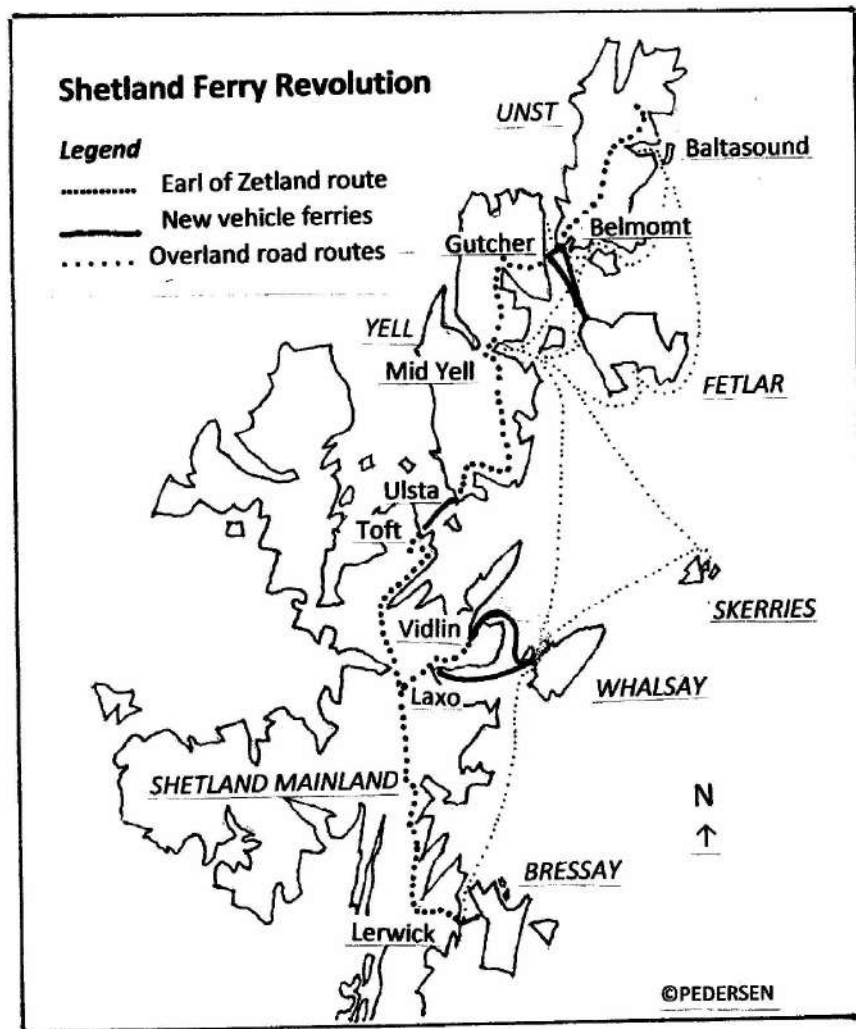 Shetland Ferry Revolution
Legend
Earl of Zetland route
New vehicle ferries
Overland road routes
UNST
Baltasound
Belmomt
Gutcher
YELL
Mid Yell
FETLAR
Ulsta
Toft
SKERRIES
Vidlin
WHALSAY
Laxo
SHETLAND MAINLAND
N
BRESSAY
Lerwick
©PEDERSEN